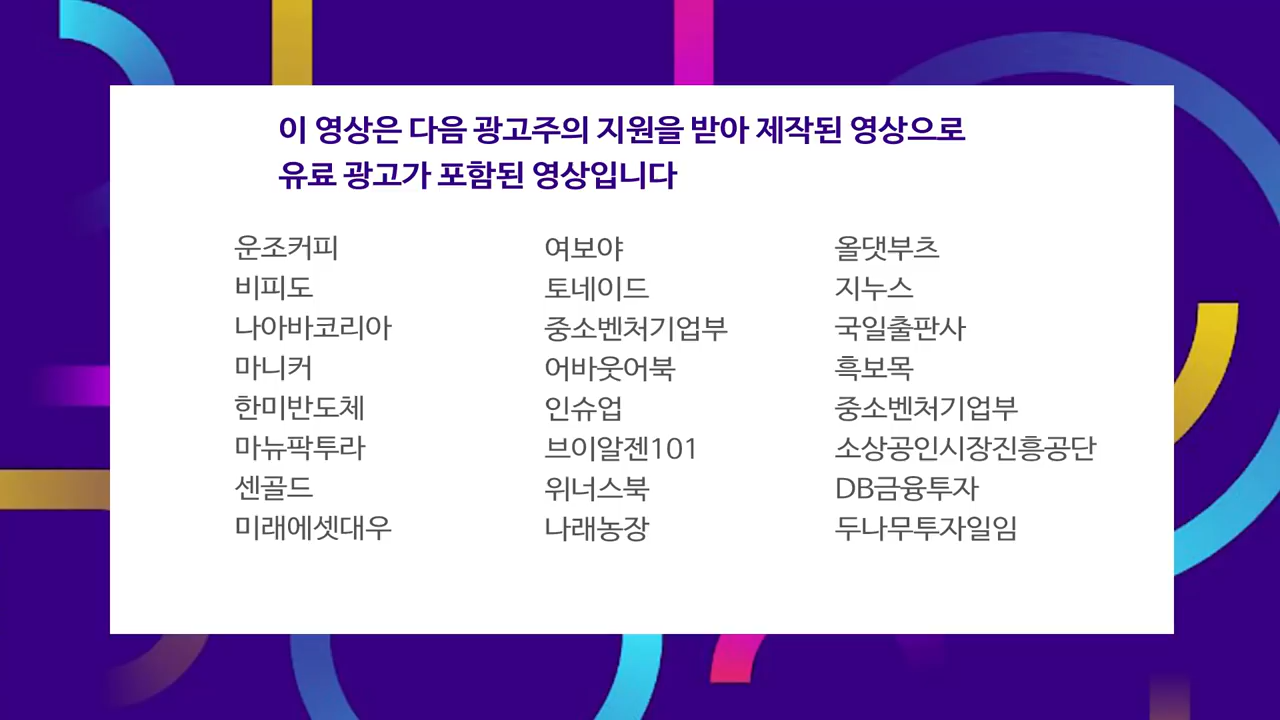 이 영상은 다음 광고주의 지원을 받아 제작된 영상으로
유료 광고가 포함된 영상입니다
운조커피
비피도
나아바코리아
마니커
한미반도체
마뉴팍투라
센골드
미래에셋대우
여보야
토네이드
중소벤처기업부
어바웃어북
인슈업
브이알젠101
위너스북
나래농장
올댓부츠
지누스
국일출판사
흑보목
중소벤처기업부
소상공인시장진흥공단
DB금융투자
두나무투자일임